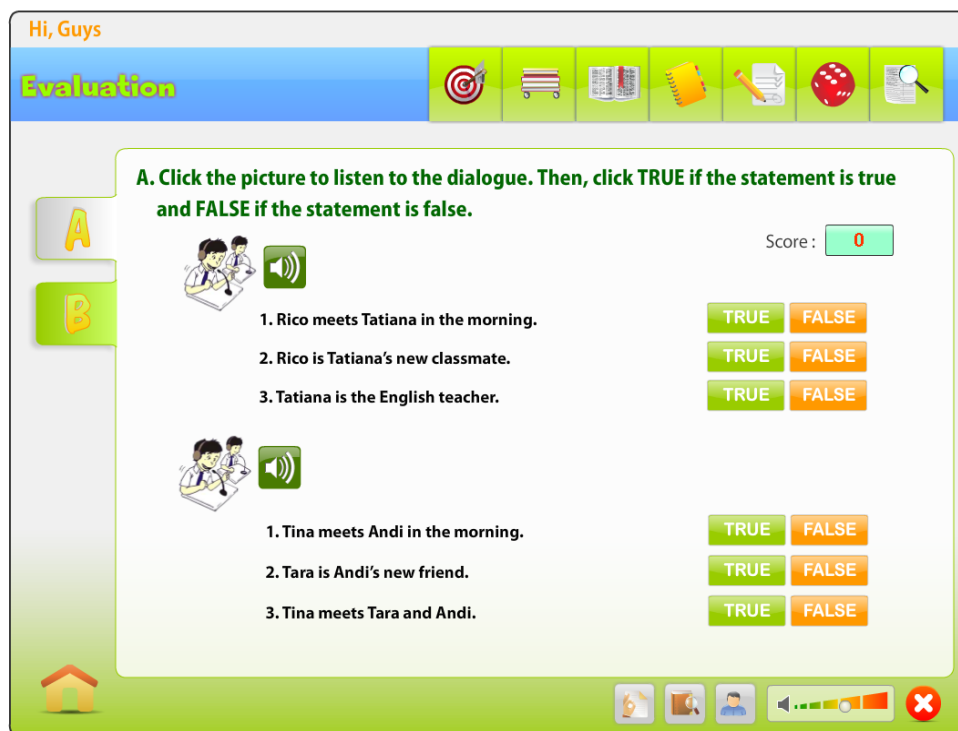 Hi, Guys
Evaluation
A. Click the picture to listen to the dialogue. Then, click TRUE if the statement is true
and FALSE if the statement is false.
A
Score : 0
B
1. Rico meets Tatiana in the morning. TRUE FALSE
2. Rico is Tatiana’s new classmate. TRUE FALSE
3. Tatiana is the English teacher. TRUE FALSE
1. Tina meets Andi in the morning. TRUE FALSE
2. Tara is Andi’s new friend. TRUE FALSE
3. Tina meets Tara and Andi. TRUE FALSE